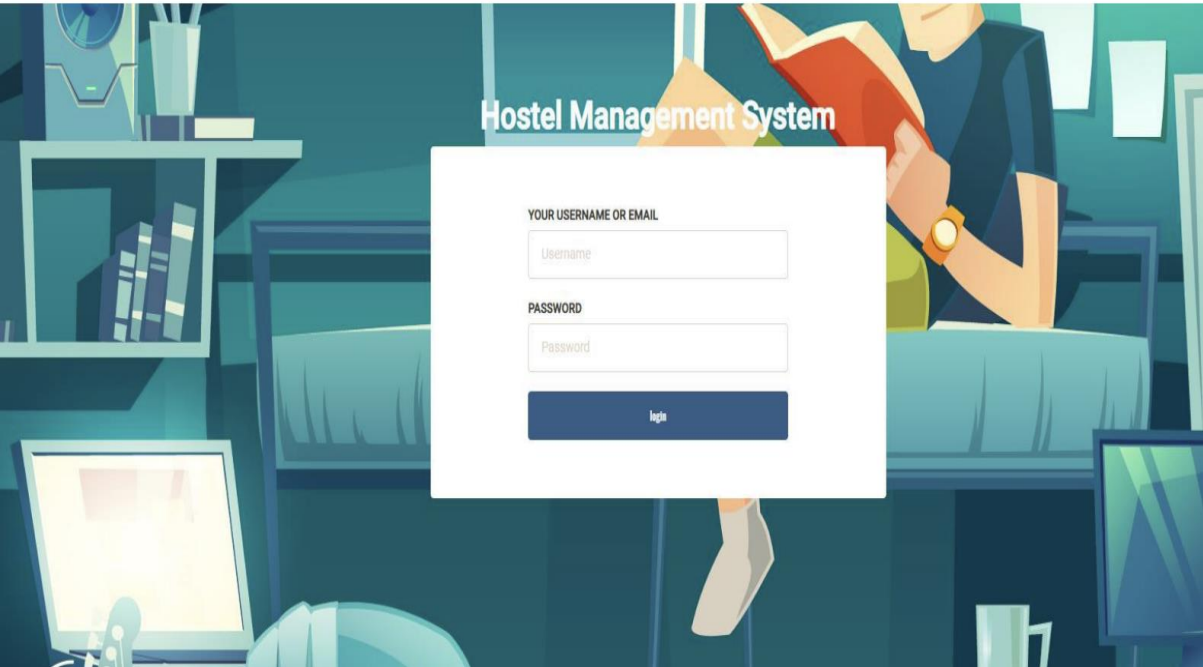 Hostel Management System
YOUR USERNAME OR EMAIL
Username
PASSWORD
Password
login